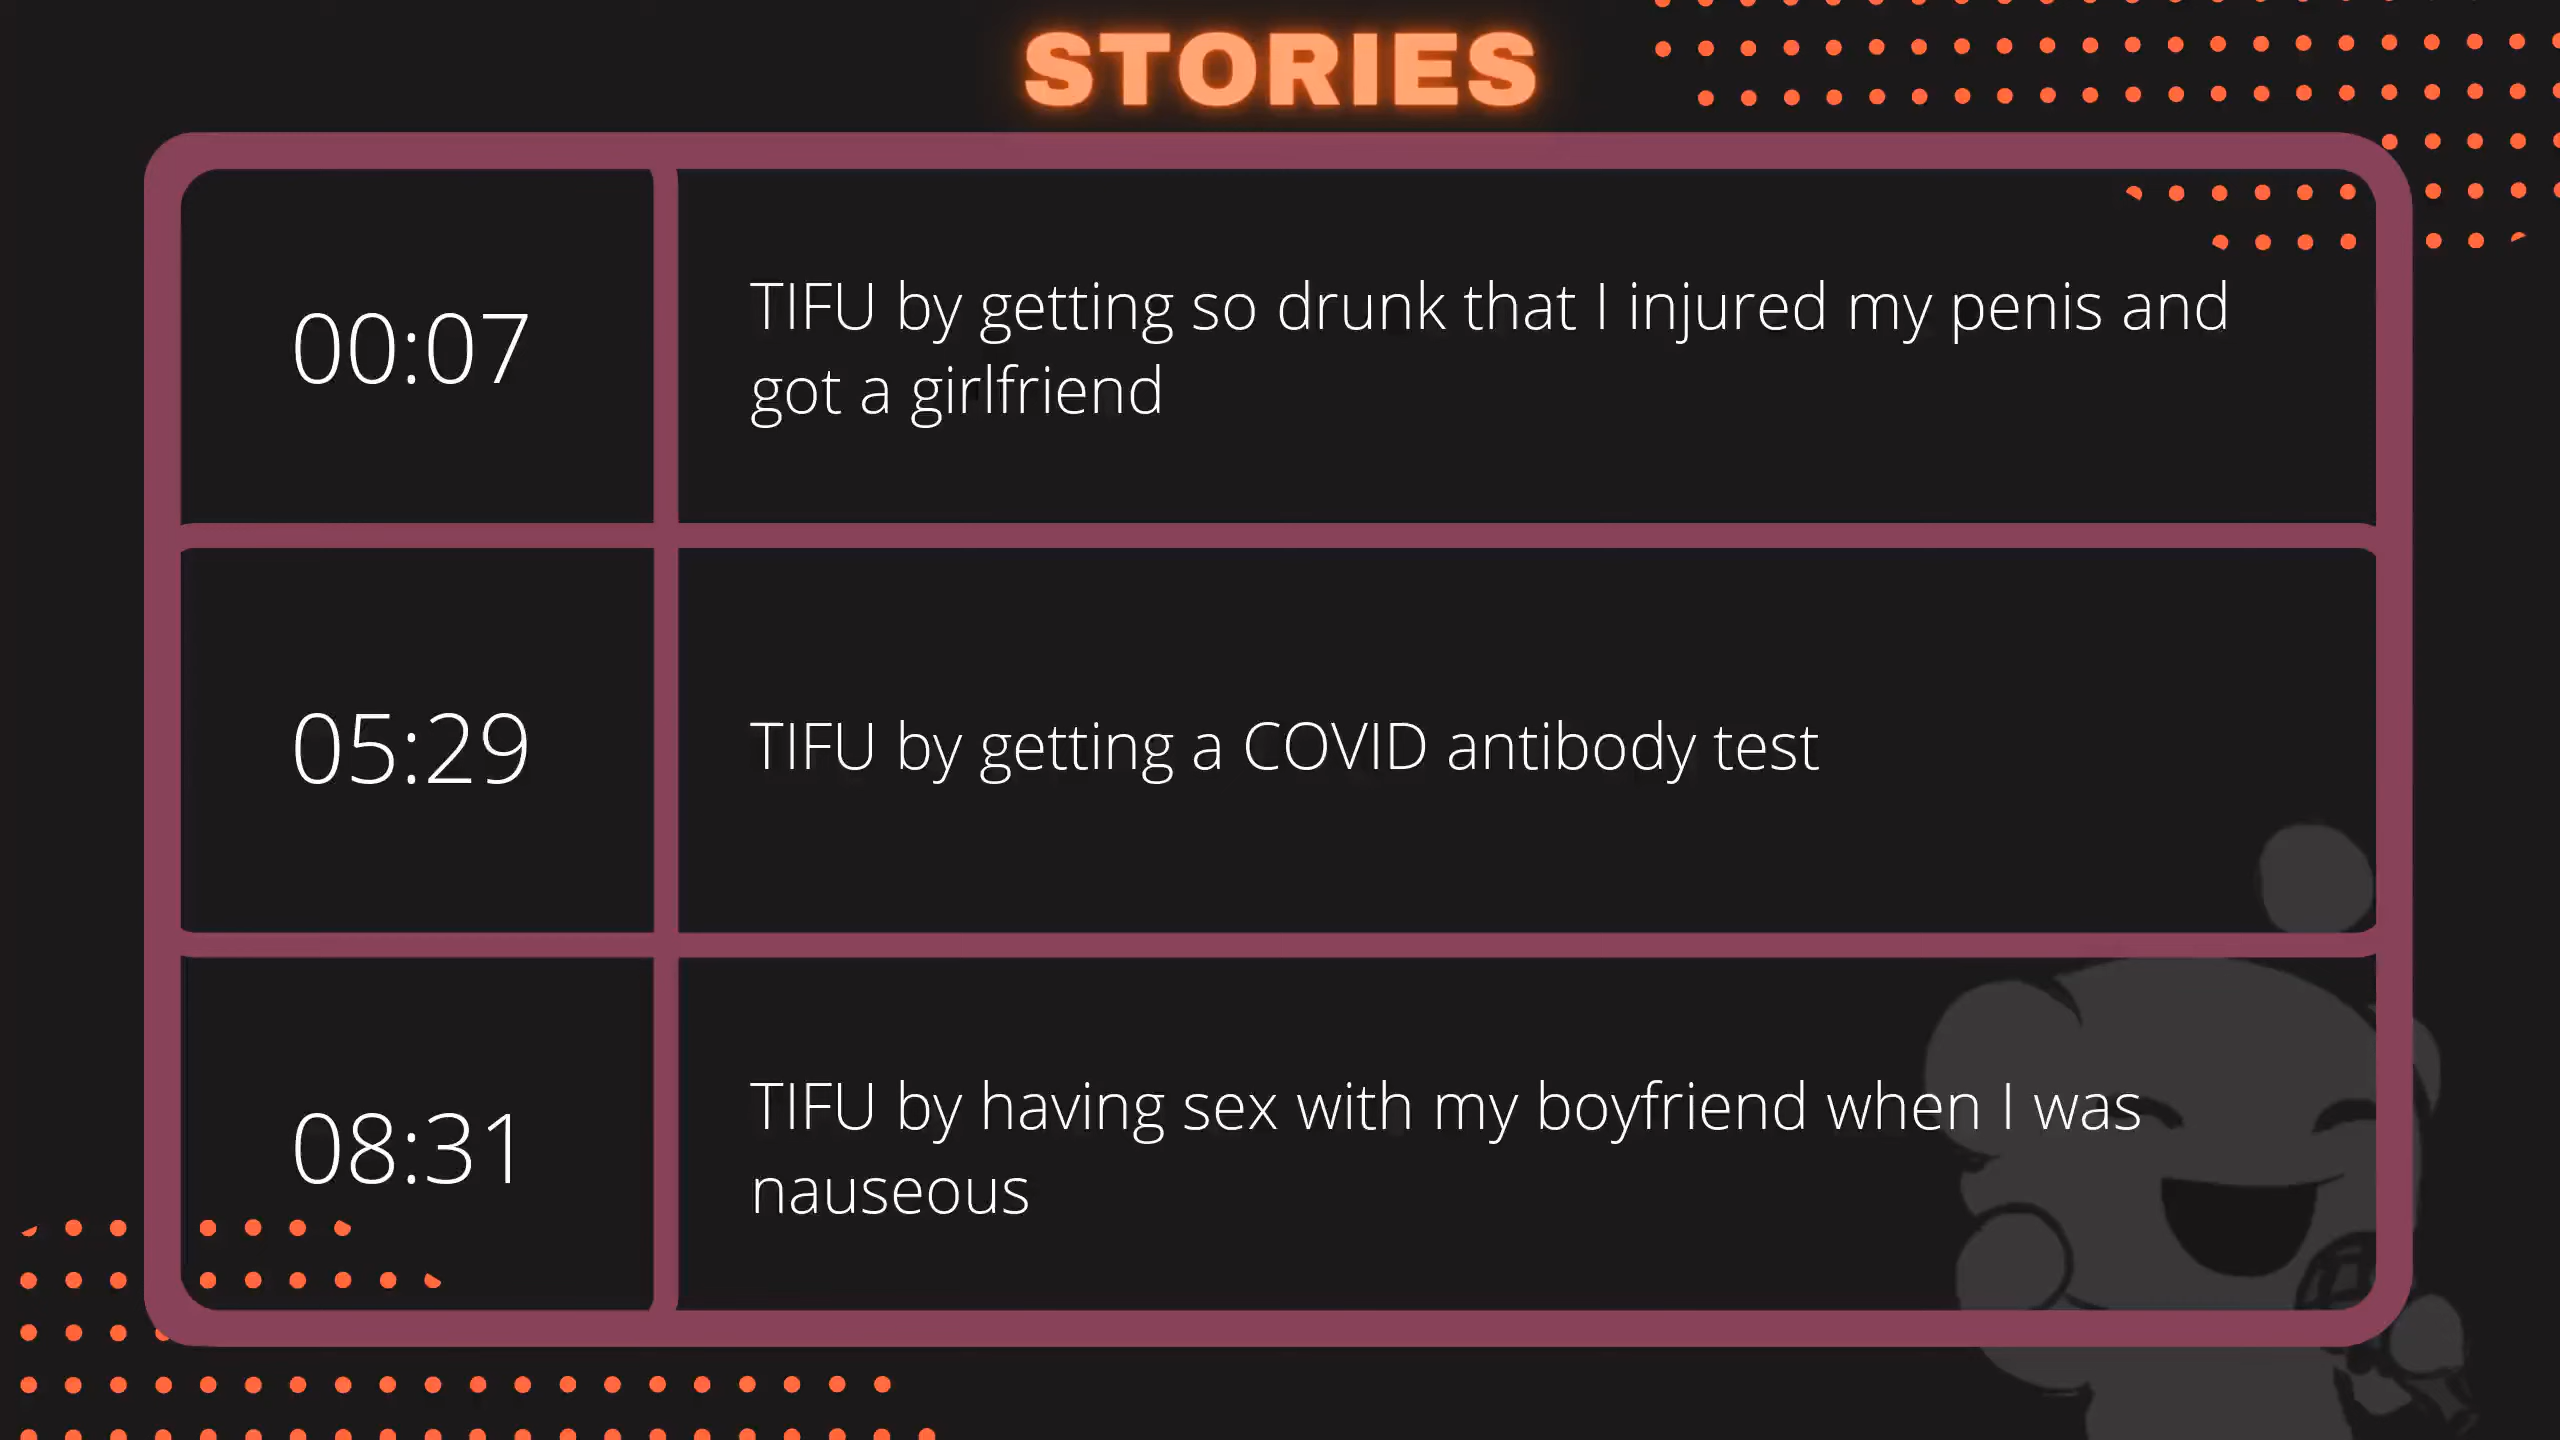 STORIES
00:07
TIFU by getting so drunk that I injured my penis and
got a girlfriend
05:29
TIFU by getting a COVID antibody test
08:31
TIFU by having sex with my boyfriend when I was
nauseous